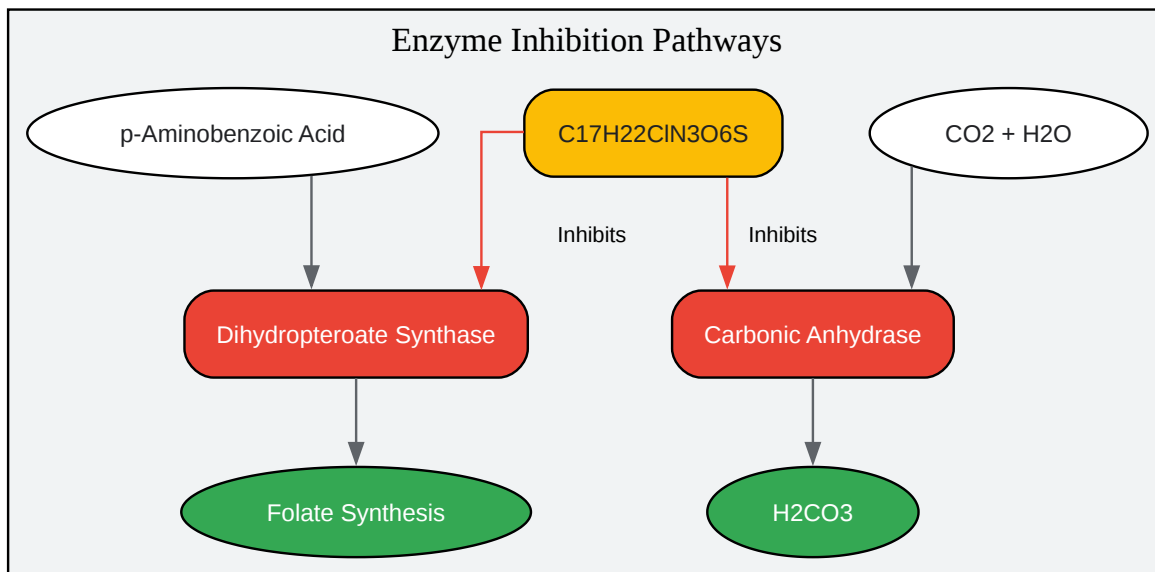 Enzyme Inhibition Pathways
p-Aminobenzoic Acid
C17H22ClN3O6S
CO2 + H2O
Inhibits
Inhibits
Dihydropteroate Synthase
Carbonic Anhydrase
Folate Synthesis
H2CO3